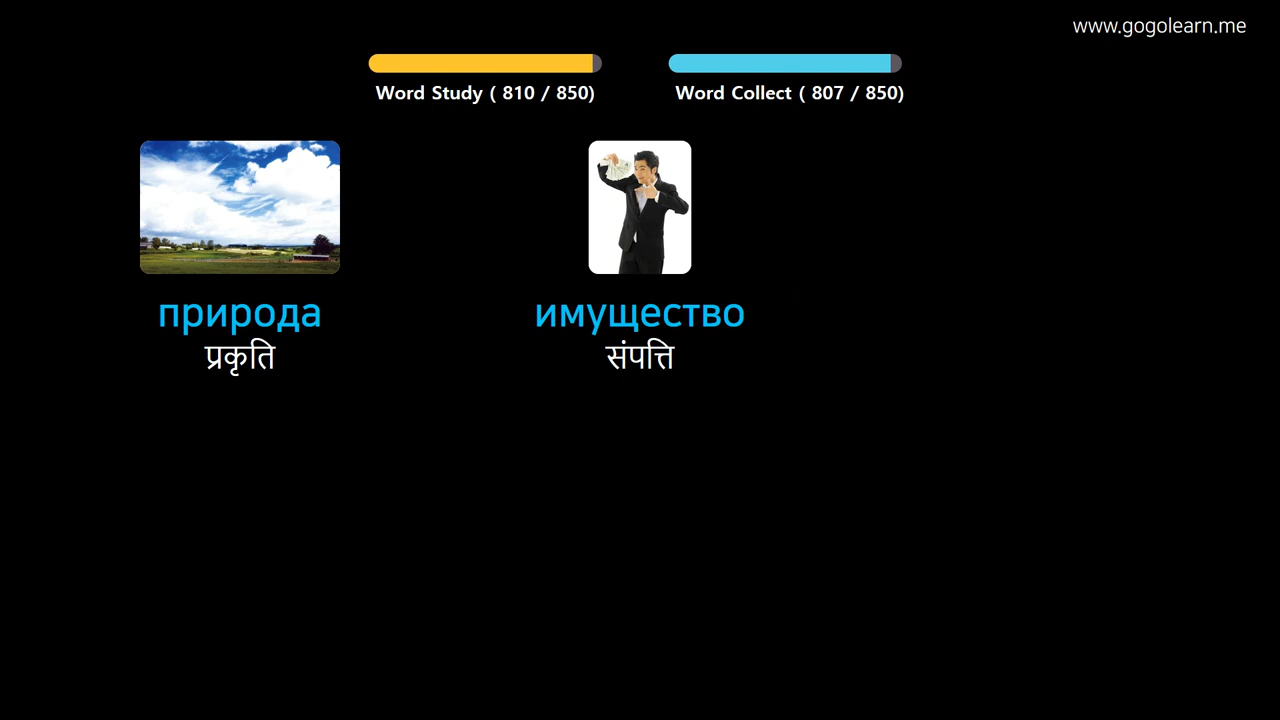 www.gogolearn.me
Word Study ( 810 / 850)
Word Collect ( 807 / 850)
природа
प्रकृति
имущество
संपत्ति